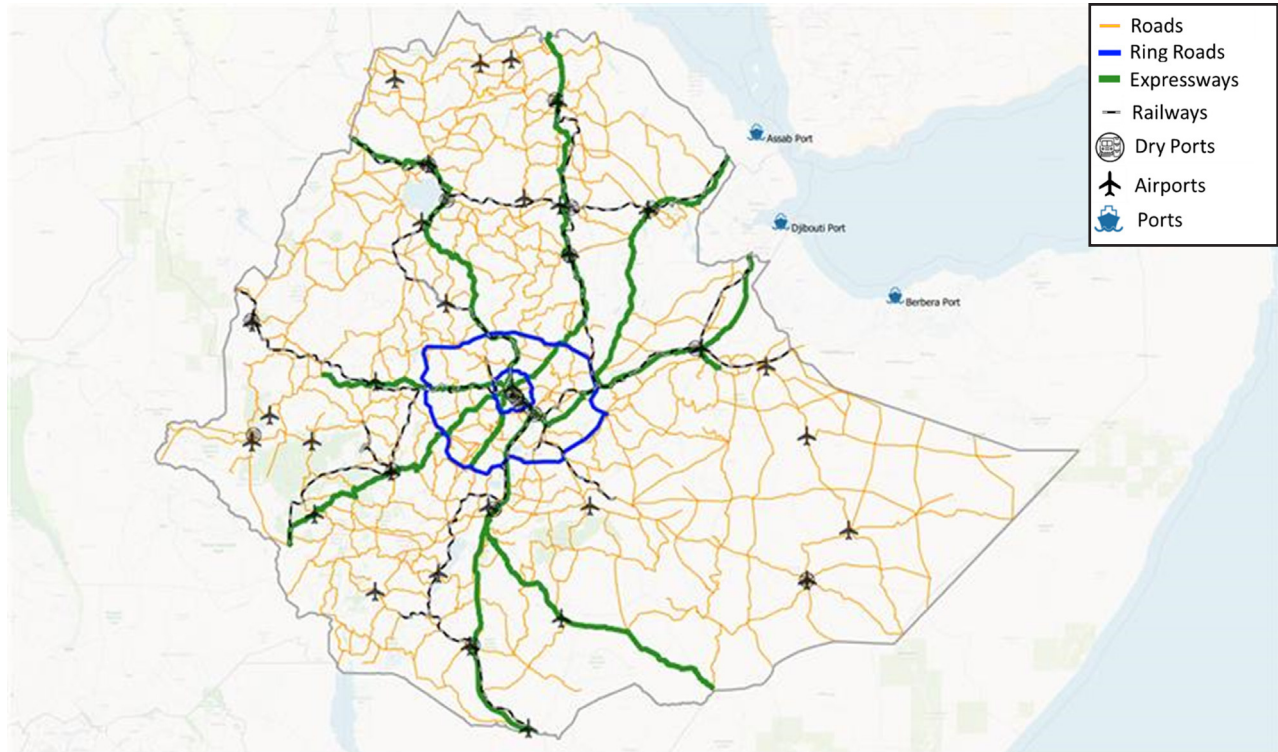 Roads
Ring Roads
Expressways
Railways
Dry Ports
Airports
Ports
Assab Port
Djibouti Port
Berbera Port